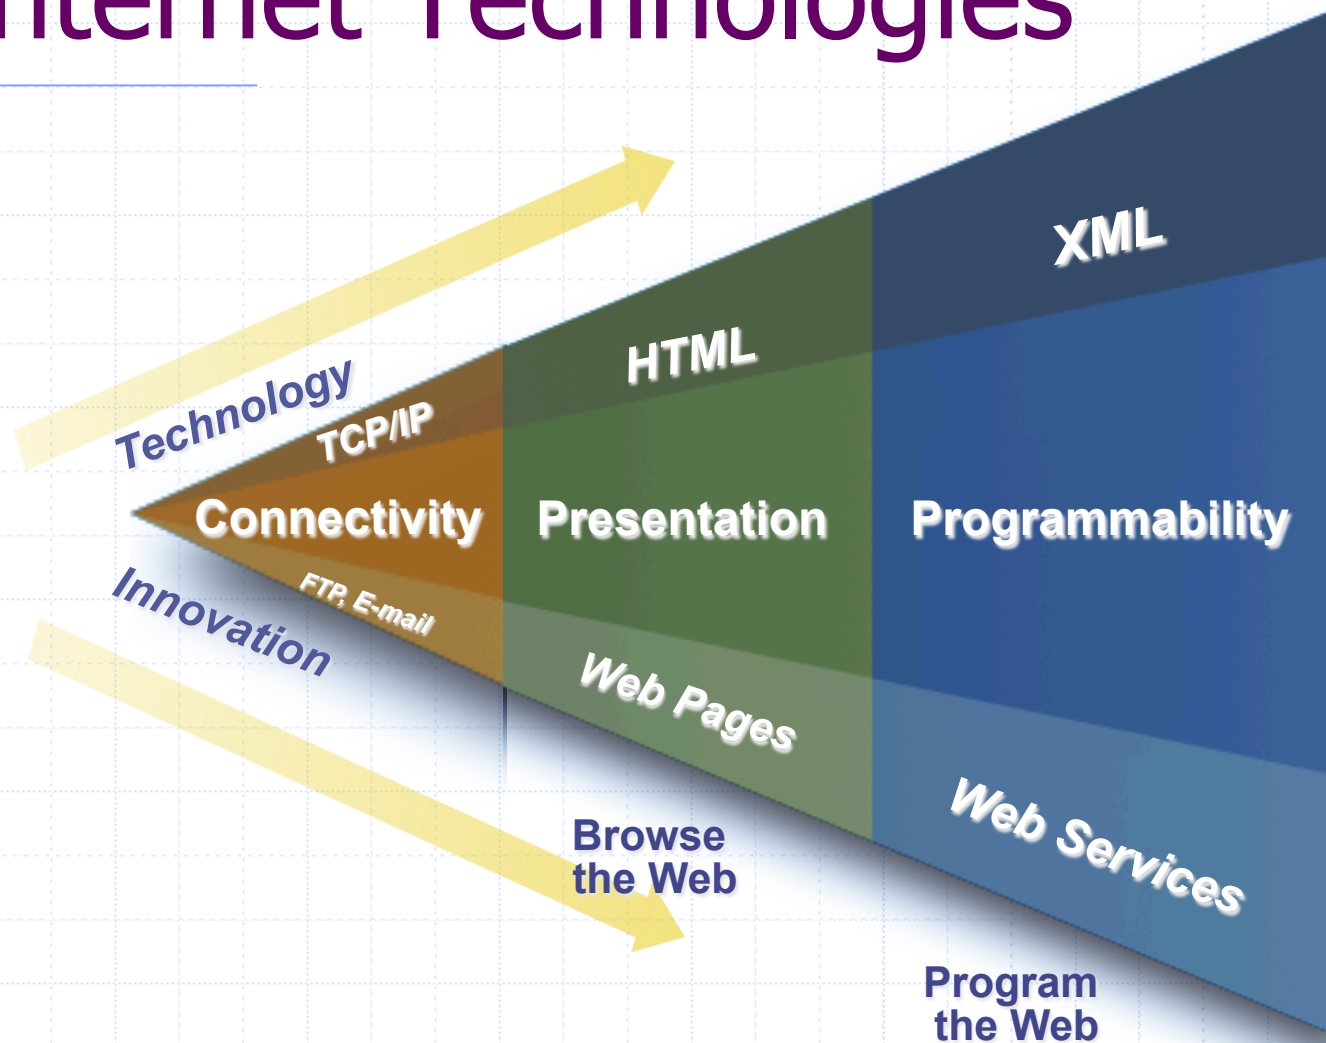 nternet Technologies
Technology
TCP/IP
HTML
XML
Connectivity
Presentation
Programmability
Innovation
FTP, E-mail
Web Pages
Web Services
Browse
the Web
Program
the Web